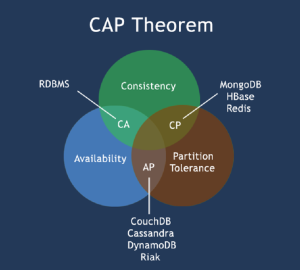 CAP Theorem
RDBMS
Consistency
MongoDB
HBase
Redis
CA
CP
Availability
AP
Partition
Tolerance
CouchDB
Cassandra
DynamoDB
Riak